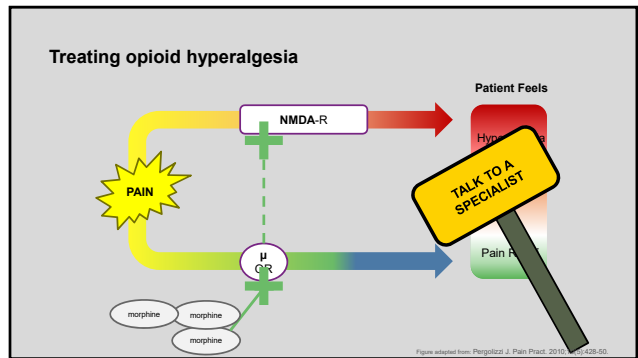 Treating opioid hyperalgesia
Patient Feels
NMDA-R
PAIN
TALK TO A
SPECIALIST
µ
Pain
morphine
morphine
morphine
morphine
Figure adapted from: Pergolizzi J. Pain Pract. 2010;